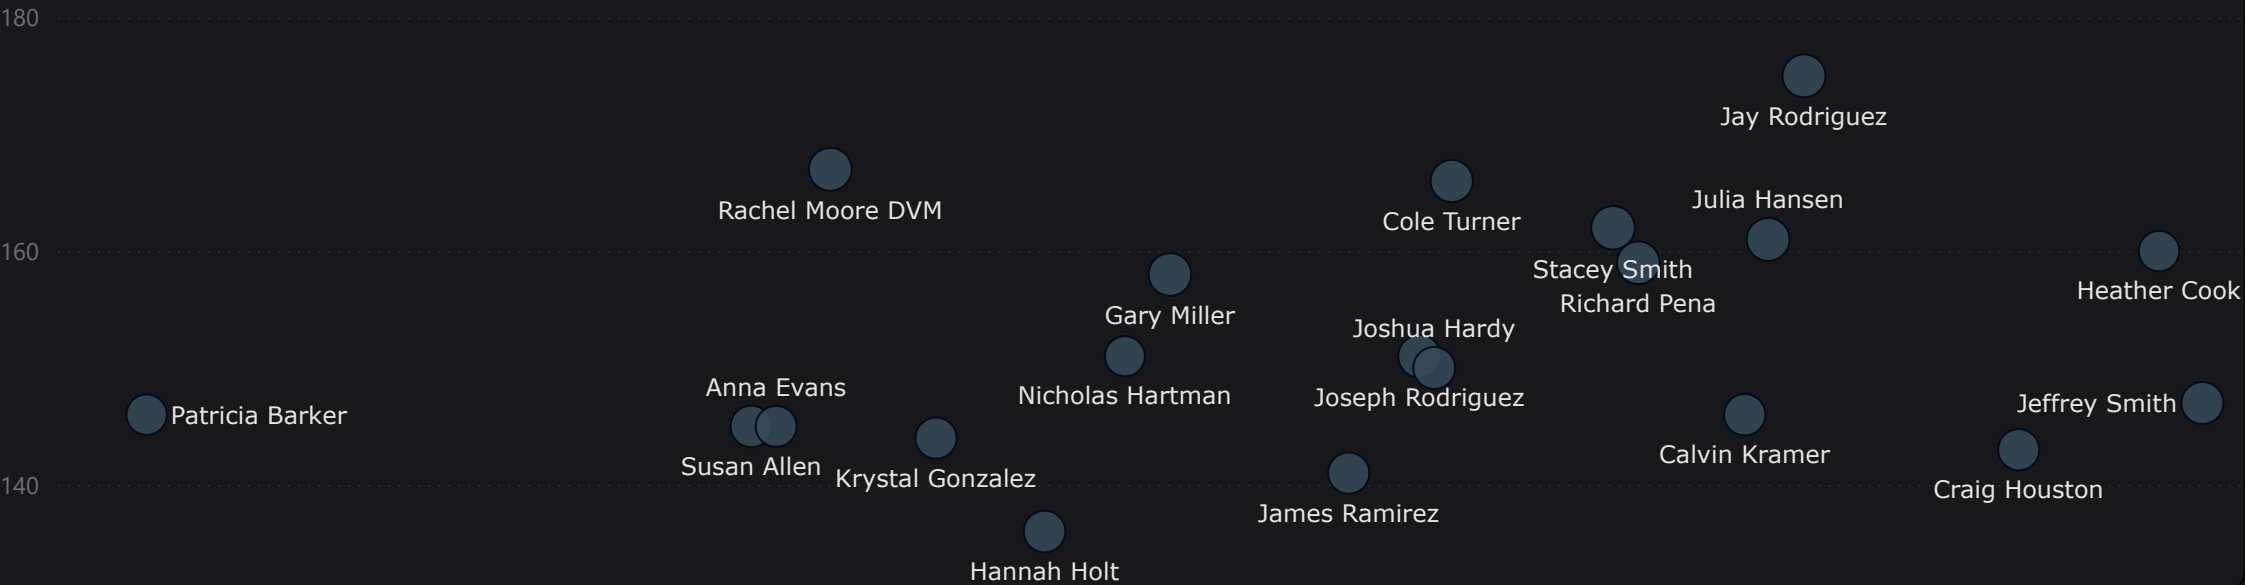 180
Jay Rodriguez
Rachel Moore DVM
Julia Hansen
Cole Turner
160
Stacey Smith
Heather Cook
Richard Pena
Gary Miller
Joshua Hardy
Anna Evans
Nicholas Hartman
Joseph Rodriguez
Jeffrey Smith
Patricia Barker
Calvin Kramer
Susan Allen
Krystal Gonzalez
140
Craig Houston
James Ramirez
Hannah Holt